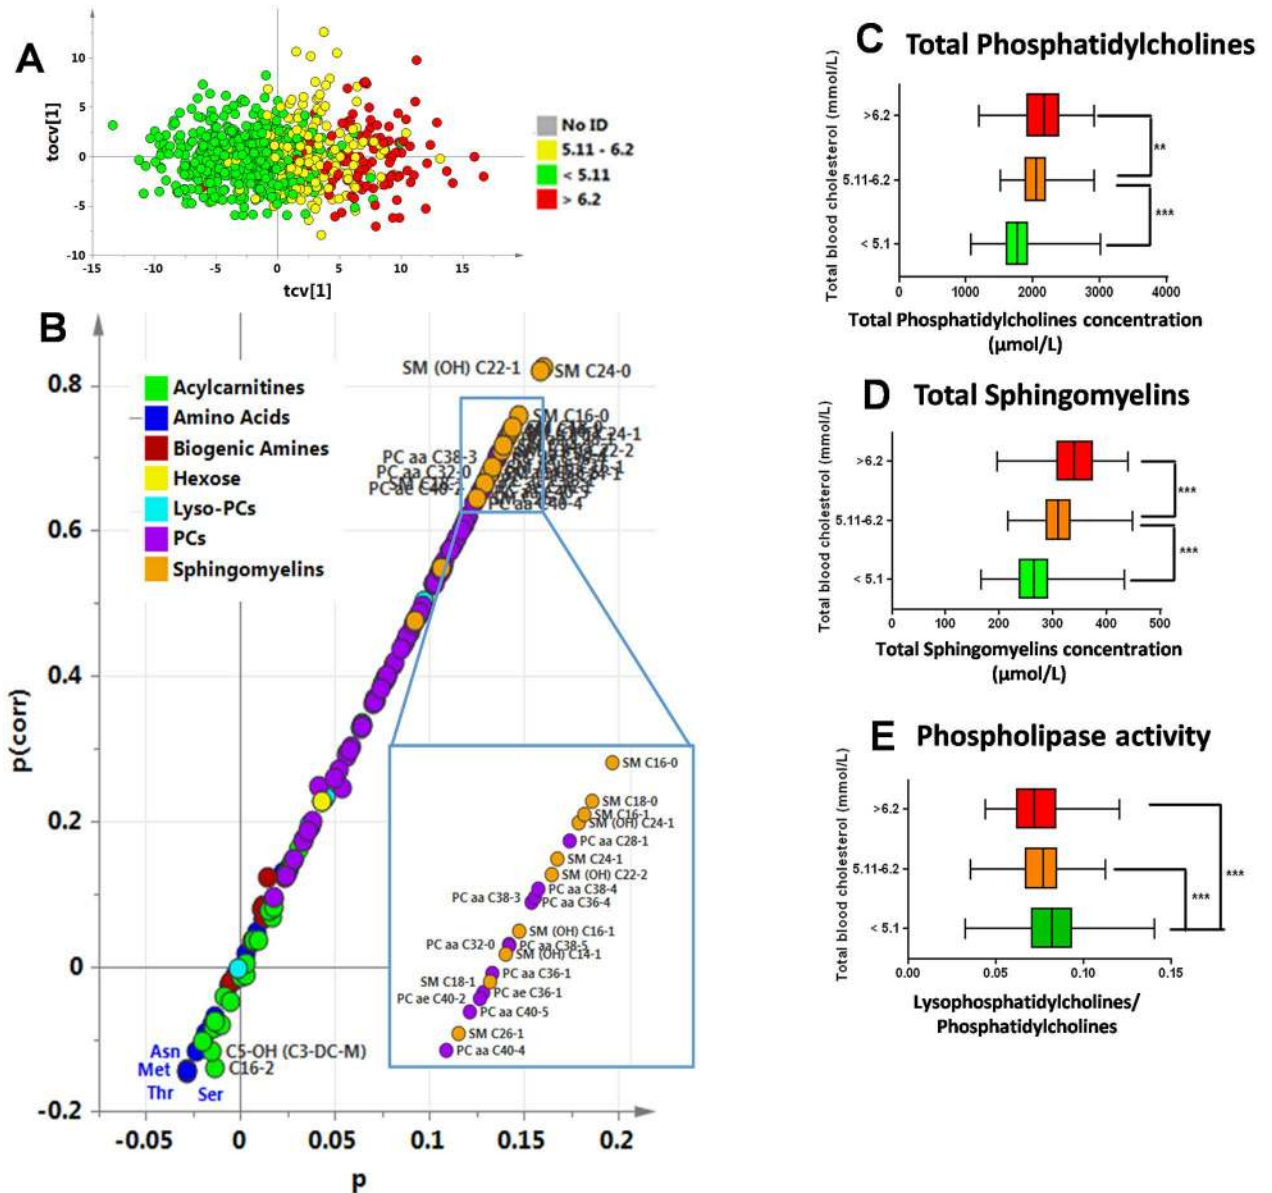 A
10
5
0
-5
-10
tocv[1]
-15
-10
-5
0
5
10
15
tcv[1]
No ID
5.11 - 6.2
< 5.11
> 6.2
B
0.8
0.6
0.4
0.2
0
-0.2
p(corr)
Acylcarnitines
Amino Acids
Biogenic Amines
Hexose
Lyso-PCs
PCs
Sphingomyelins
SM (OH) C22-1
SM C24-0
SM C16-0
PC aa C38-3
PC aa C32-0
PC ae C40-2
PC aa C40-4
SM C16-0
SM C18-0
SM C16-1
SM (OH) C24-1
PC aa C28-1
SM C24-1
SM (OH) C22-2
PC aa C38-4
PC aa C38-3
PC aa C36-4
SM (OH) C16-1
PC aa C32-0
PC aa C38-5
SM (OH) C14-1
PC aa C36-1
SM C18-1
PC ae C36-1
PC ae C40-2
PC aa C40-5
SM C26-1
PC aa C40-4
Asn
C5-OH (C3-DC-M)
Met
C16-2
Thr
Ser
-0.05
0
0.05
0.1
0.15
0.2
p
C Total Phosphatidylcholines
Total blood cholesterol (mmol/L)
>6.2
5.11-6.2
< 5.1
**
***
0
1000
2000
3000
4000
Total Phosphatidylcholines concentration
(µmol/L)
D Total Sphingomyelins
Total blood cholesterol (mmol/L)
>6.2
5.11-6.2
< 5.1
***
***
0
100
200
300
400
500
Total Sphingomyelins concentration
(µmol/L)
E Phospholipase activity
Total blood cholesterol (mmol/L)
>6.2
5.11-6.2
< 5.1
***
***
0.00
0.05
0.10
0.15
Lysophosphatidylcholines/
Phosphatidylcholines